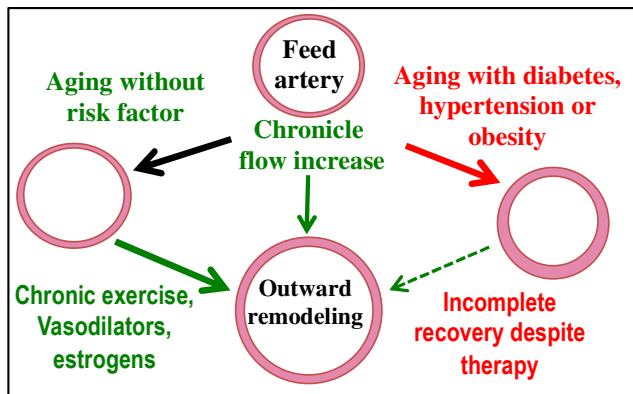 Feed
artery
Aging without
risk factor
Aging with diabetes,
hypertension or
obesity
Chronicle
flow increase
Outward
remodeling
Chronic exercise,
Vasodilators,
estrogens
Incomplete
recovery despite
therapy